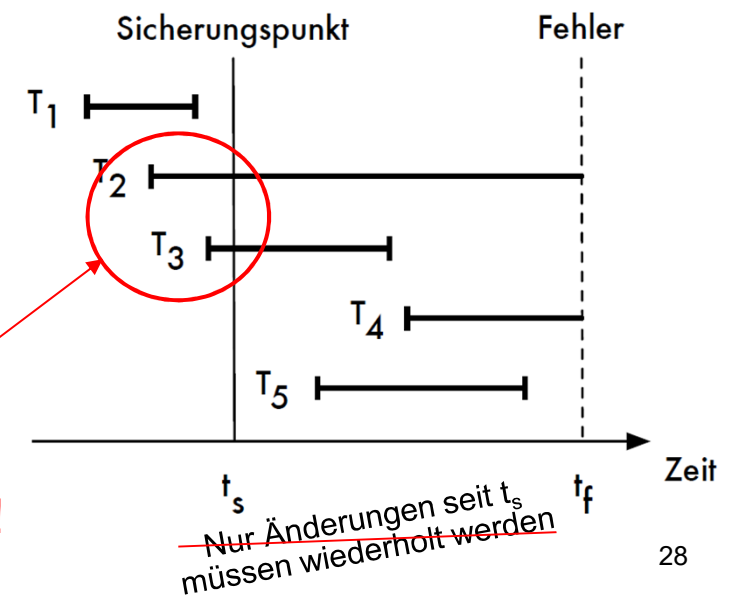 Sicherungspunkt Fehler
T1
T2
T3
T4
T5
Zeit
ts tf
Nur Änderungen seit ts
müssen wiederholt werden
28